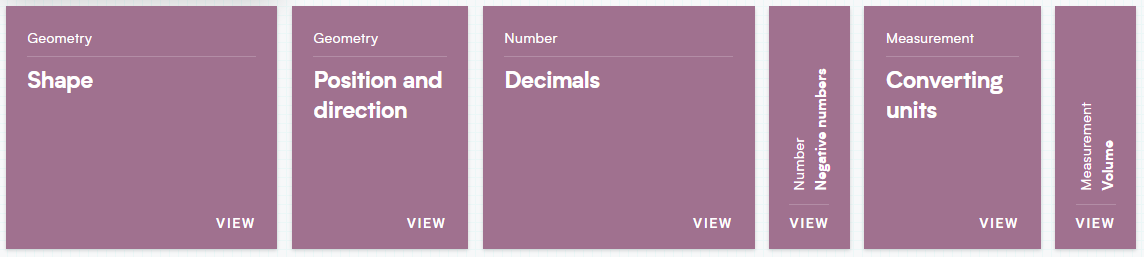 Geometry
Shape
VIEW
Geometry
Position and
direction
VIEW
Number
Decimals
VIEW
Number
Negative numbers
VIEW
Measurement
Converting
units
VIEW
Measurement
Volume
VIEW